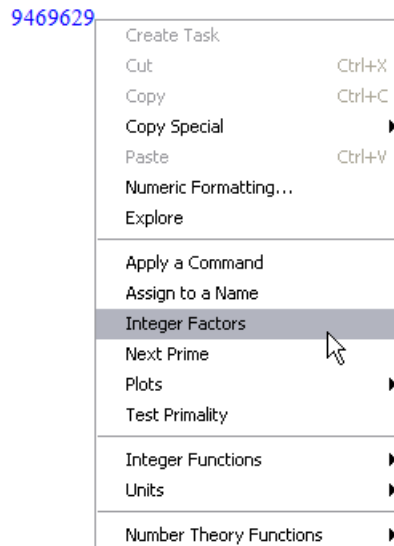 9469629
Create Task
Cut Ctrl+X
Copy Ctrl+C
Copy Special
Paste Ctrl+V
Numeric Formatting...
Explore
Apply a Command
Assign to a Name
Integer Factors
Next Prime
Plots
Test Primality
Integer Functions
Units
Number Theory Functions